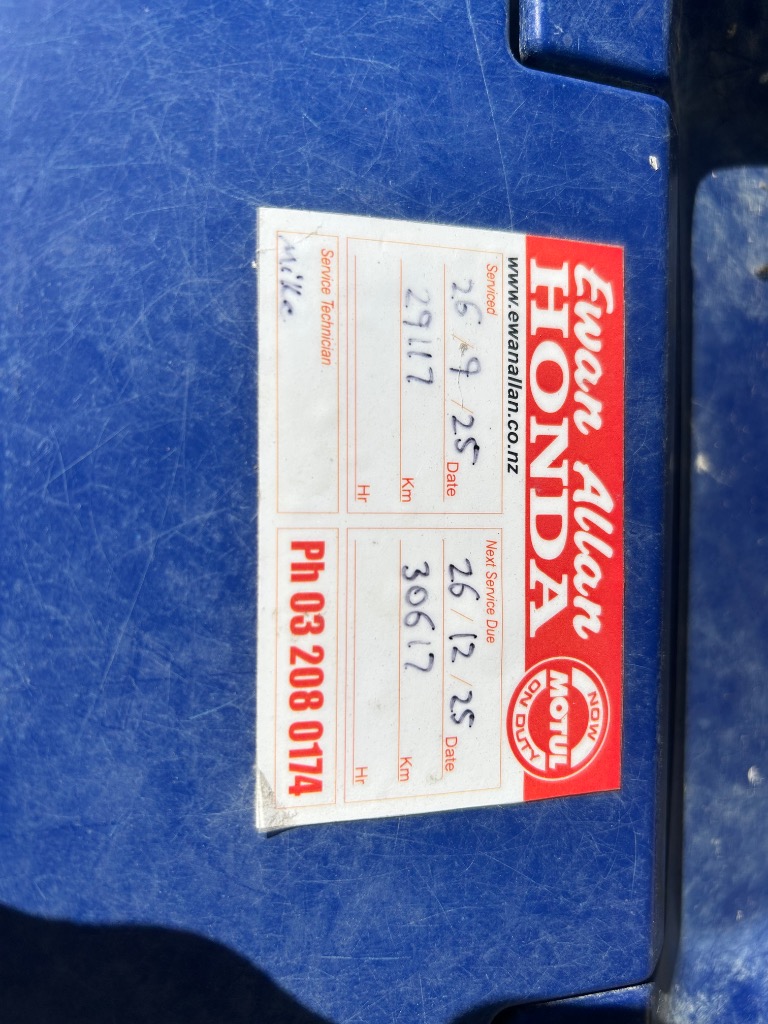 Ewan Allan
HONDA
NOW
MOTUL
ON DUTY
www.ewanallan.co.nz
Serviced
26/9/25 Date
29117 Km
Hr
Service Technician
Mike
Next Service Due
26/12/25 Date
30617 Km
Hr
Ph 03 208 0174